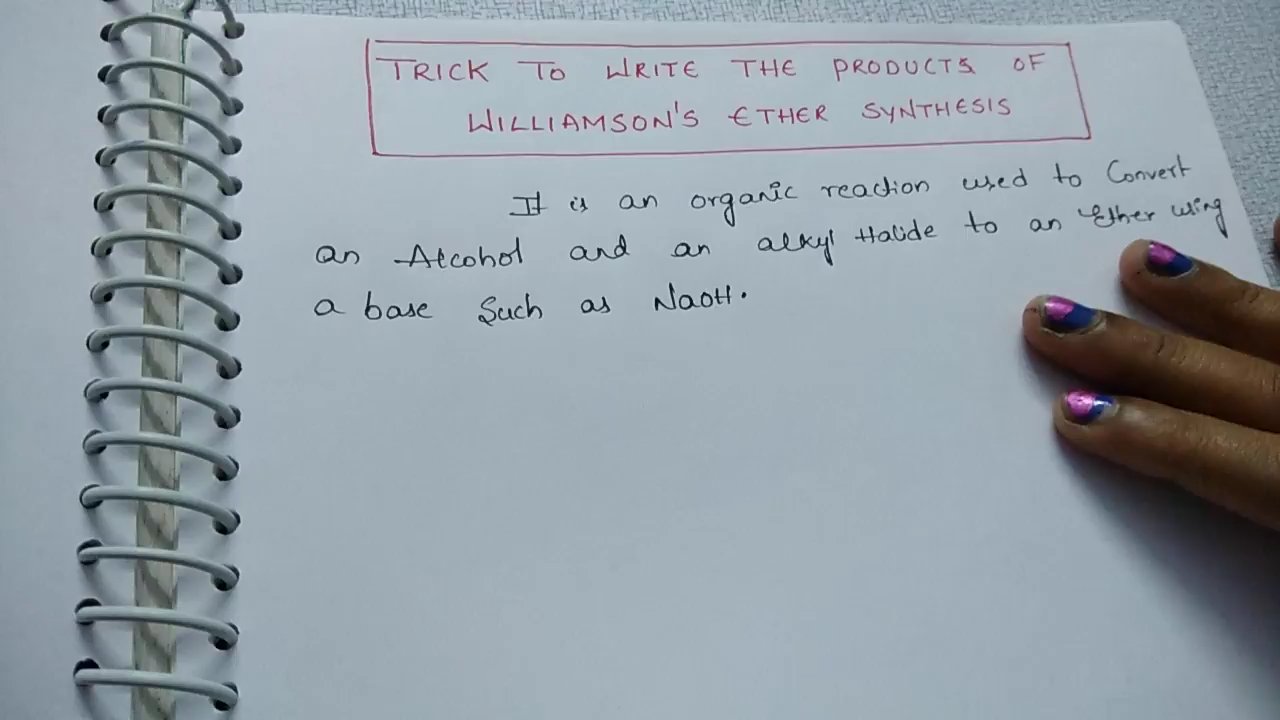 TRICK TO WRITE THE PRODUCTS OF
WILLIAMSON'S ETHER SYNTHESIS
It is an organic reaction used to Convert
an Alcohol and an alkyl Halide to an Ether using
a base Such as NaOH.